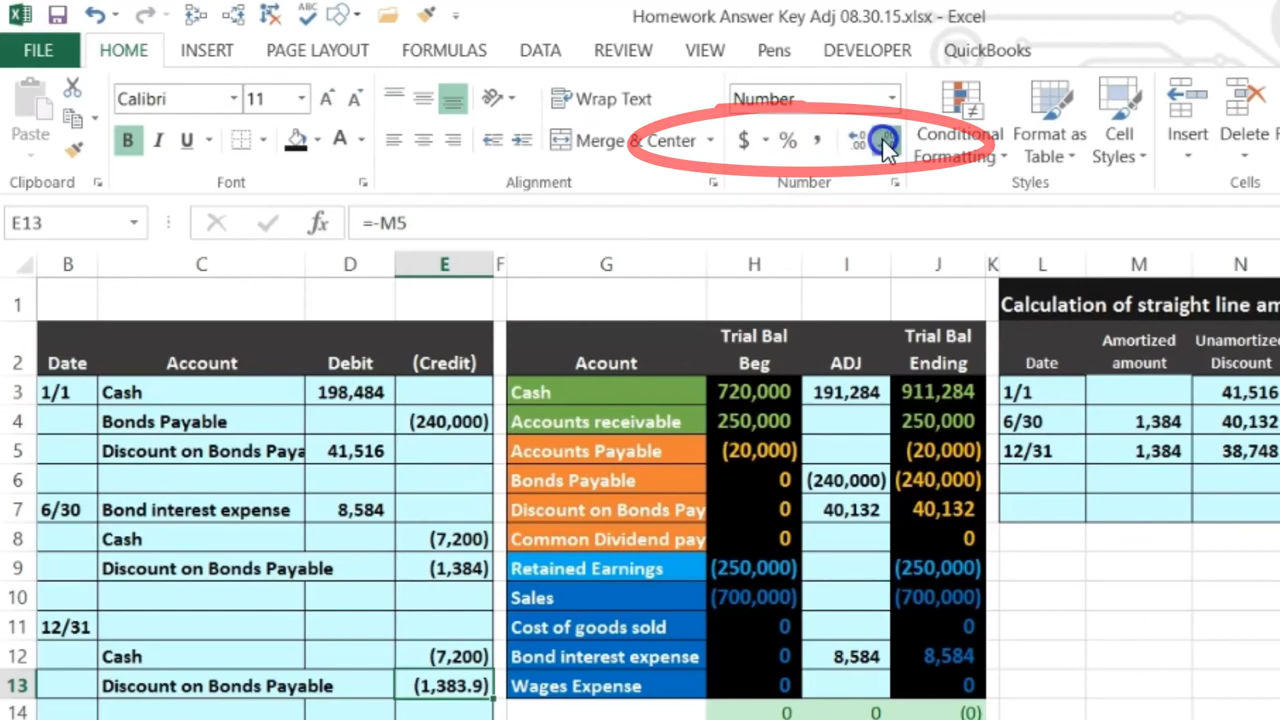 ABC
Homework Answer Key Adj 08.30.15.xlsx - Excel
FILE HOME INSERT PAGE LAYOUT FORMULAS DATA REVIEW VIEW Pens DEVELOPER QuickBooks
Paste
Clipboard
Calibri 11 A A
B I U A
Font
Wrap Text
Merge & Center
Alignment
Number
$ % ,
Number
Conditional Formatting
Format as Table
Cell Styles
Styles
Insert Delete F
Cells
E13 fx =-M5
B C D E F G H I J K L M N
1 Calculation of straight line am
2 Date Account Debit (Credit) Acount Trial Bal Beg ADJ Trial Bal Ending Date Amortized amount Unamortized Discount
3 1/1 Cash 198,484 Cash 720,000 191,284 911,284 1/1 41,516
4 Bonds Payable (240,000) Accounts receivable 250,000 250,000 6/30 1,384 40,132
5 Discount on Bonds Paya 41,516 Accounts Payable (20,000) (20,000) 12/31 1,384 38,748
6 Bonds Payable 0 (240,000) (240,000)
7 6/30 Bond interest expense 8,584 Discount on Bonds Pay 0 40,132 40,132
8 Cash (7,200) Common Dividend pay 0 0
9 Discount on Bonds Payable (1,384) Retained Earnings (250,000) (250,000)
10 Sales (700,000) (700,000)
11 12/31 Cost of goods sold 0 0
12 Cash (7,200) Bond interest expense 0 8,584 8,584
13 Discount on Bonds Payable (1,383.9) Wages Expense 0 0
14 0 0 (0)